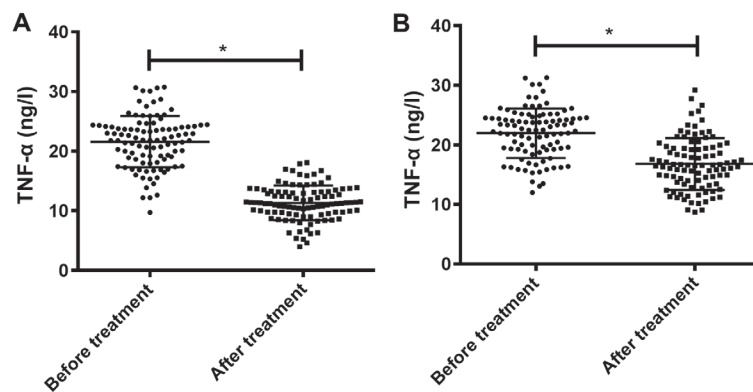 A
TNF-α (ng/l)
40
30
20
10
0
*
Before treatment
After treatment
B
TNF-α (ng/l)
40
30
20
10
0
*
Before treatment
After treatment